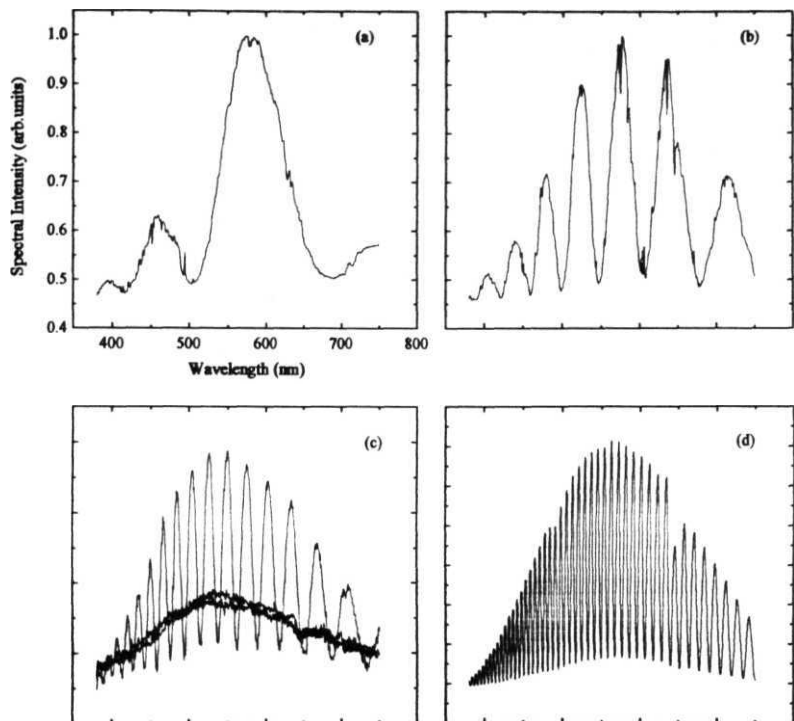 (a)
(b)
Spectral Intensity (arb.units)
1.0
0.9
0.8
0.7
0.6
0.5
0.4
400 500 600 700 800
Wavelength (nm)
(c)
(d)